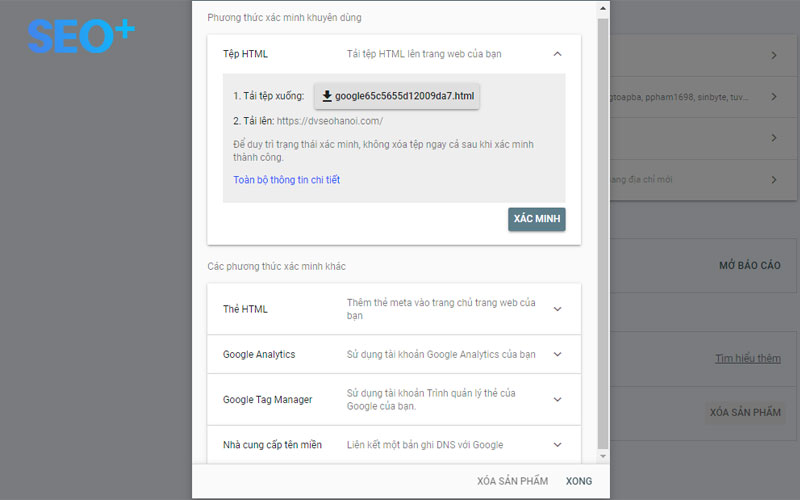 SEO+
Phương thức xác minh khuyên dùng
Tệp HTML
Tải tệp HTML lên trang web của bạn
1. Tải tệp xuống: google65c5655d12009da7.html
2. Tải lên: https://dvseohanoi.com/
Để duy trì trạng thái xác minh, không xóa tệp ngay cả sau khi xác minh
thành công.
Toàn bộ thông tin chi tiết
XÁC MINH
Các phương thức xác minh khác
Thẻ HTML
Thêm thẻ meta vào trang chủ trang web của
bạn
Google Analytics
Sử dụng tài khoản Google Analytics của bạn
Google Tag Manager
Sử dụng tài khoản Trình quản lý thẻ của
Google của bạn.
Nhà cung cấp tên miền
Liên kết một bản ghi DNS với Google
XÓA SẢN PHẨM
XONG
gtoapba, ppham1698, sinbyte, tuv...
ang địa chỉ mới
MỞ BÁO CÁO
Tìm hiểu thêm
XÓA SẢN PHẨM